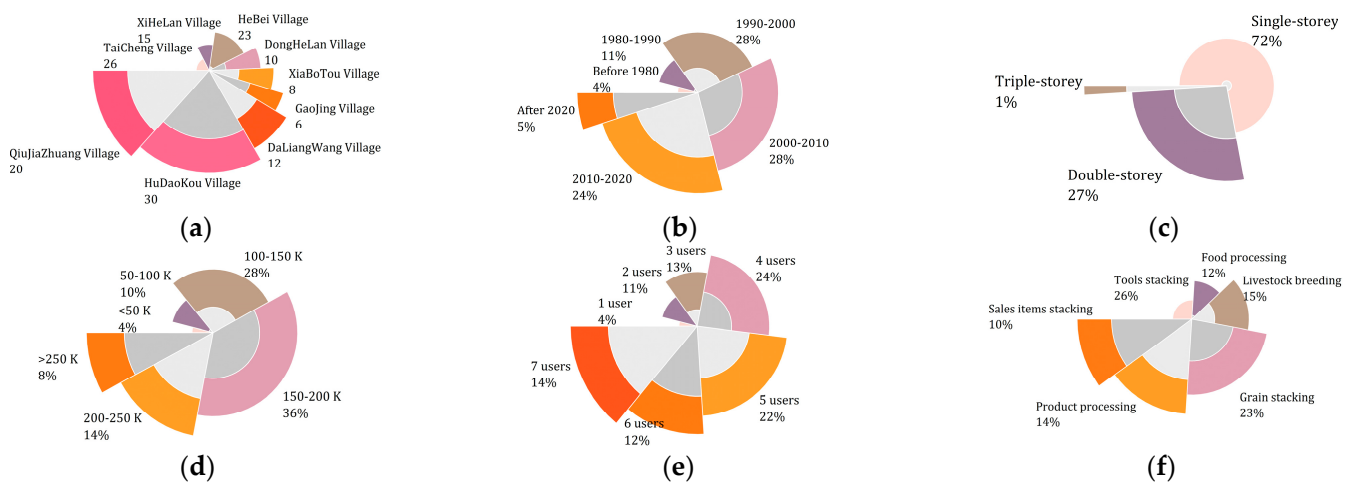 XiHeLan Village
15
HeBei Village
23
TaiCheng Village
26
DongHeLan Village
10
XiaBoTou Village
8
GaoJing Village
6
DaLiangWang Village
12
HuDaoKou Village
30
QiuJiaZhuang Village
20
(a)
1990-2000
28%
1980-1990
11%
Before 1980
4%
After 2020
5%
2000-2010
28%
2010-2020
24%
(b)
Single-storey
72%
Triple-storey
1%
Double-storey
27%
(c)
100-150 K
28%
50-100 K
10%
<50 K
4%
>250 K
8%
150-200 K
36%
200-250 K
14%
(d)
3 users
13%
4 users
24%
2 users
11%
1 user
4%
7 users
14%
5 users
22%
6 users
12%
(e)
Food processing
12%
Tools stacking
26%
Livestock breeding
15%
Sales items stacking
10%
Grain stacking
23%
Product processing
14%
(f)